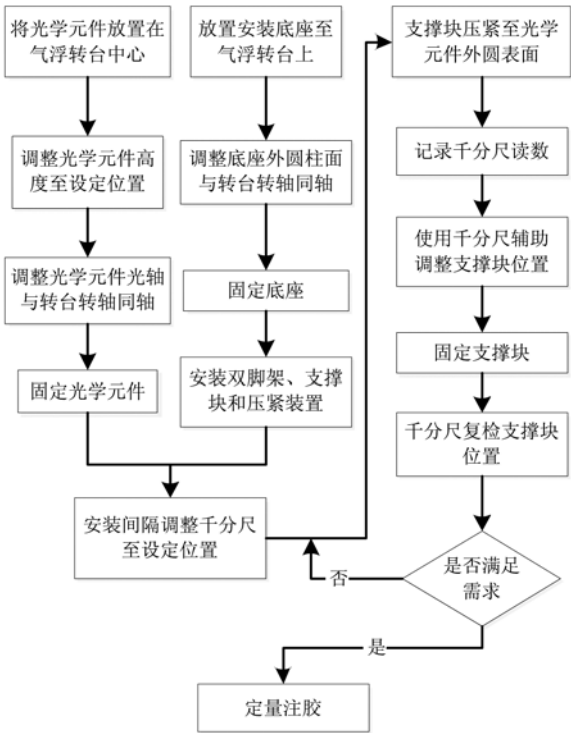 将光学元件放置在
气浮转台中心
调整光学元件高
度至设定位置
调整光学元件光轴
与转台转轴同轴
固定光学元件
放置安装底座至
气浮转台上
调整底座外圆柱面
与转台转轴同轴
固定底座
安装双脚架、支撑
块和压紧装置
安装间隔调整千分尺
至设定位置
支撑块压紧至光学
元件外圆表面
记录千分尺读数
使用千分尺辅助
调整支撑块位置
固定支撑块
千分尺复检支撑块
位置
是否满足
需求
否
是
定量注胶